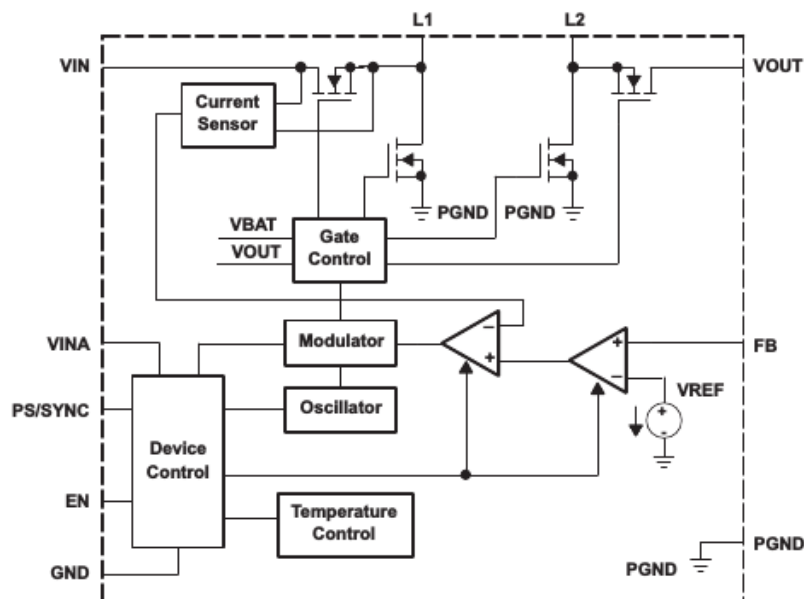 L1
L2
VIN
VOUT
Current
Sensor
PGND
PGND
VBAT
VOUT
Gate
Control
VINA
Modulator
−
+
+
−
FB
VREF
+
-
PS/SYNC
Oscillator
Device
Control
EN
Temperature
Control
PGND
PGND
GND